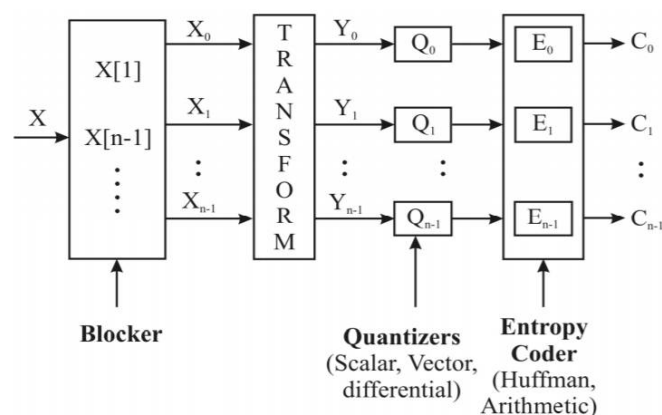 X
X[1]
X[n-1]
X₀
X₁
Xₙ₋₁
TRANSFORM
Y₀
Y₁
Yₙ₋₁
Q₀
Q₁
Qₙ₋₁
E₀
E₁
Eₙ₋₁
C₀
C₁
Cₙ₋₁
Blocker
Quantizers
(Scalar, Vector,
differential)
Entropy
Coder
(Huffman,
Arithmetic)